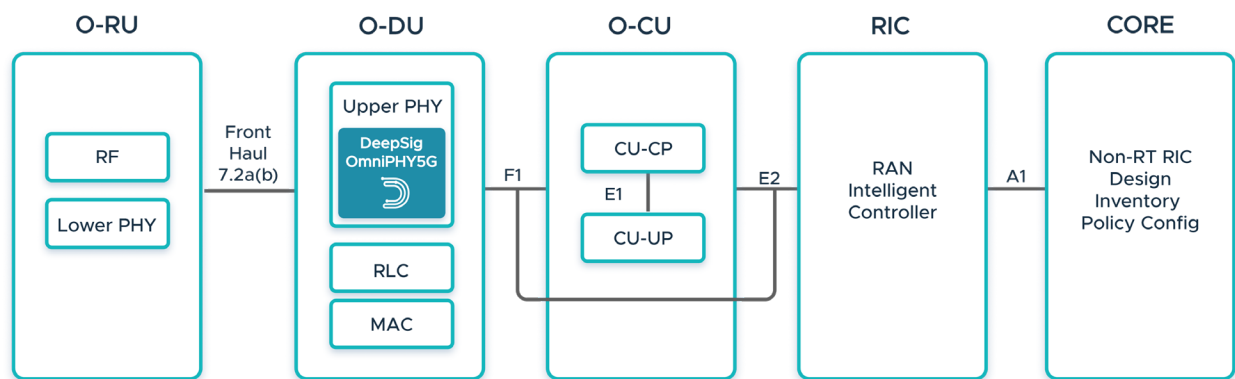 O-RU
O-DU
O-CU
RIC
CORE
RF
Lower PHY
Front
Haul
7.2a(b)
Upper PHY
DeepSig
OmniPHY5G
RLC
MAC
F1
CU-CP
E1
CU-UP
E2
RAN
Intelligent
Controller
A1
Non-RT RIC
Design
Inventory
Policy Config